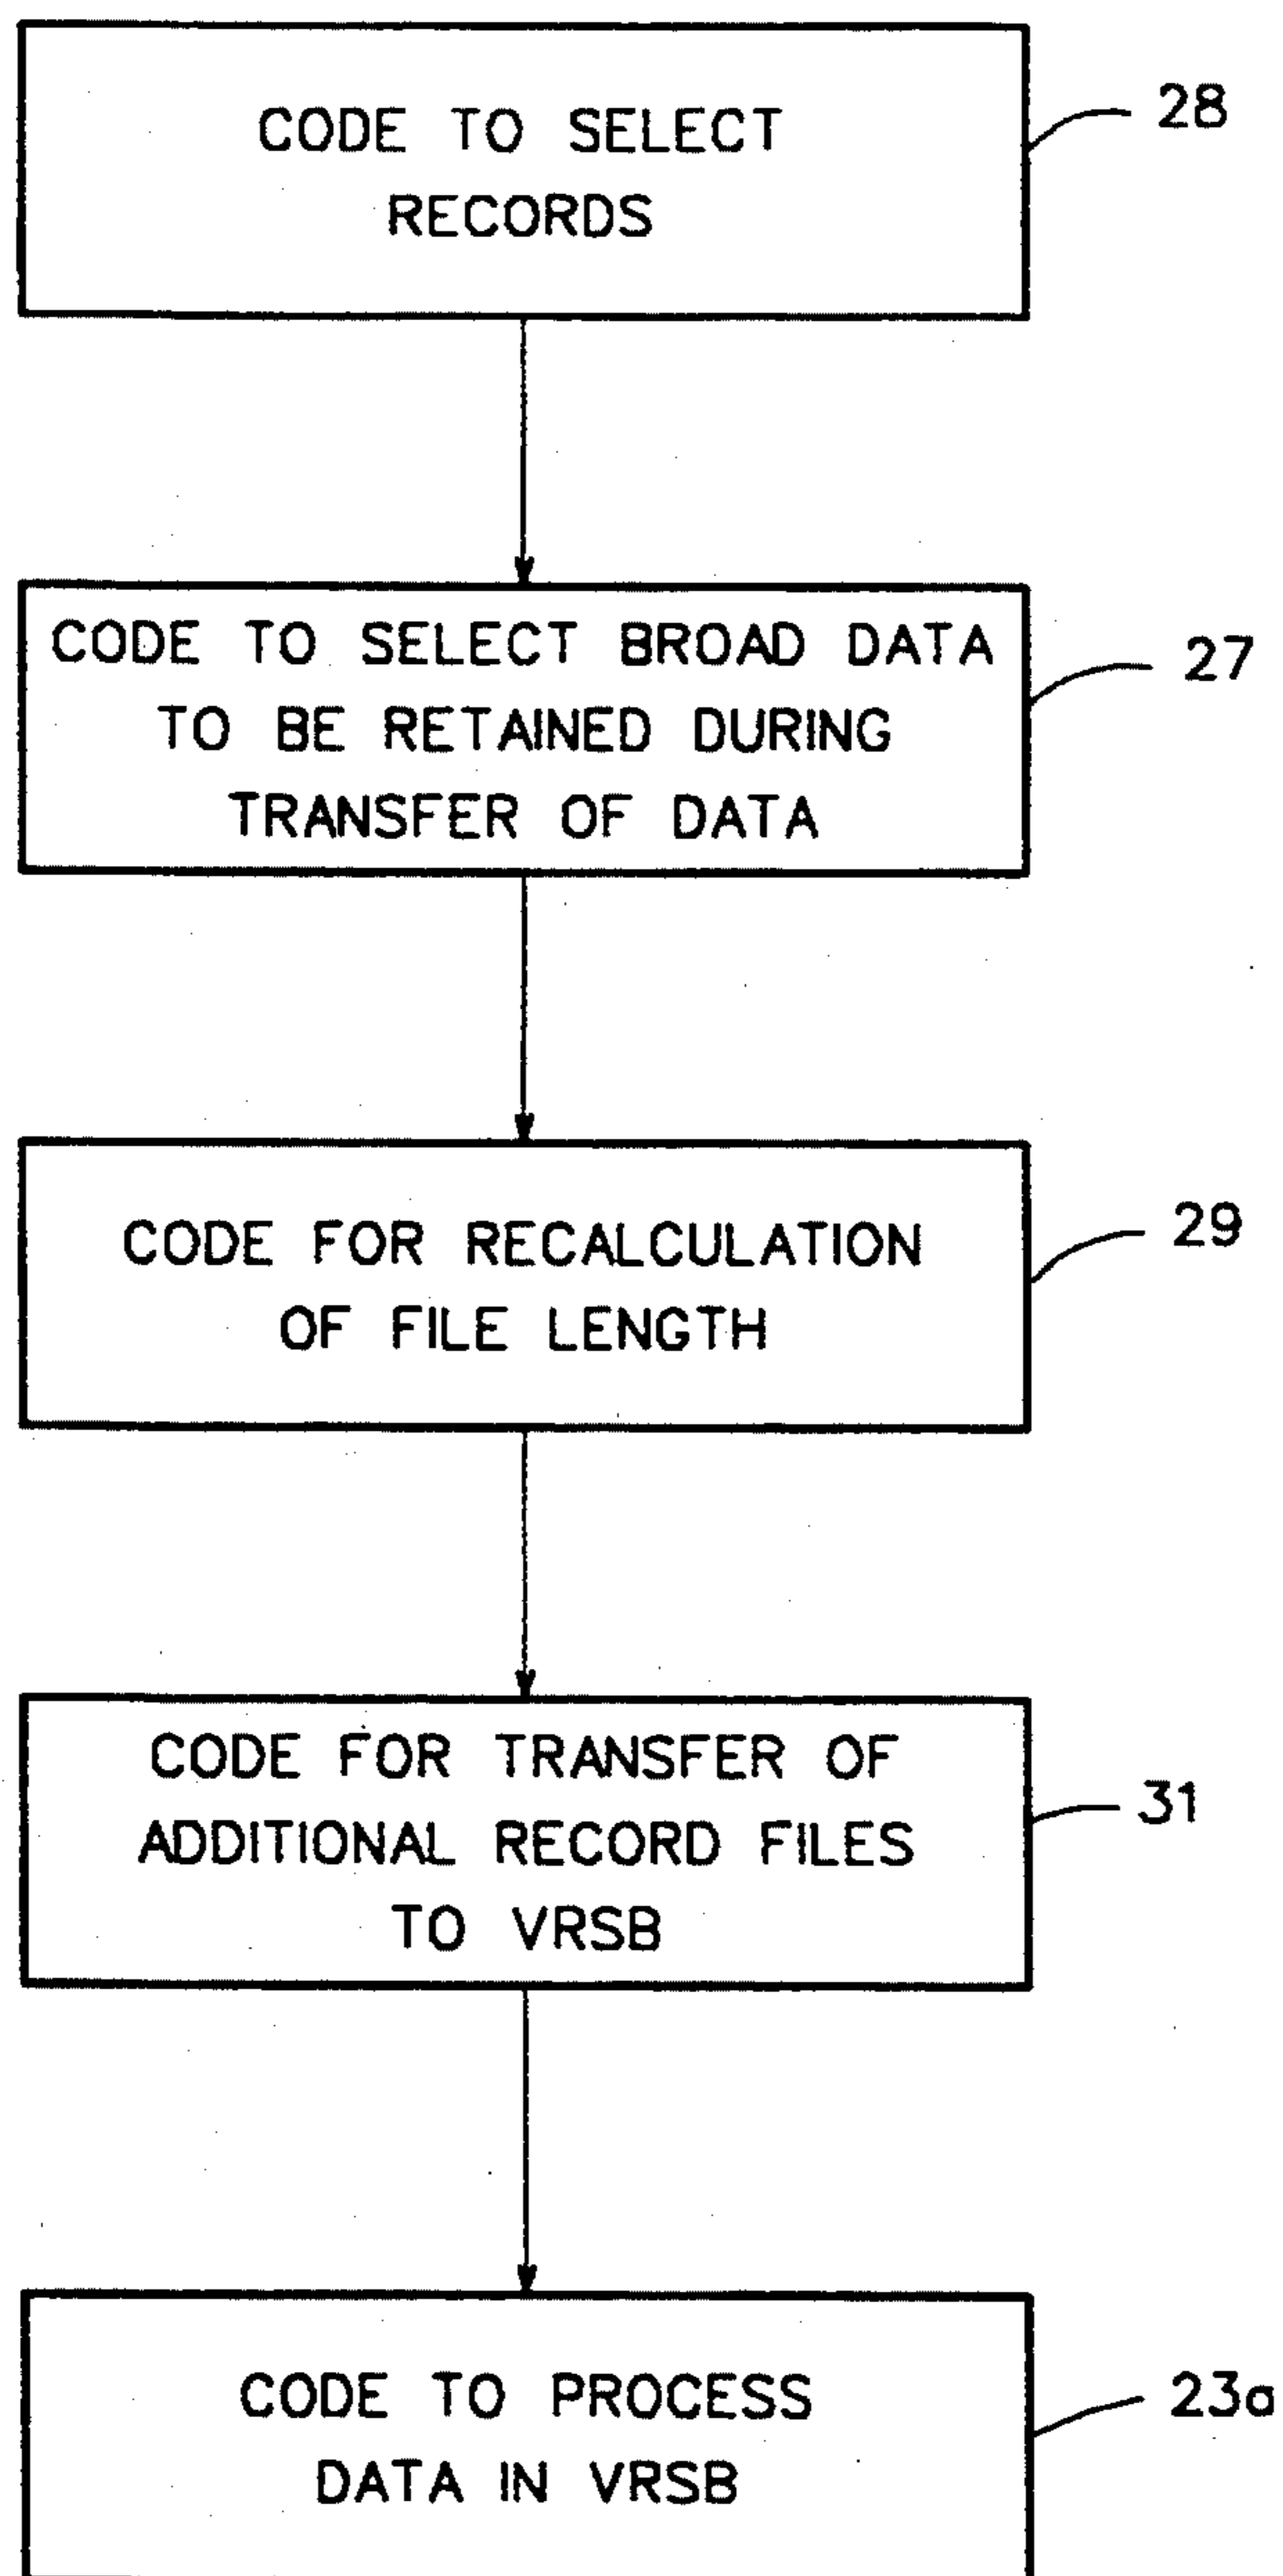 CODE TO SELECT
RECORDS
28
CODE TO SELECT BROAD DATA
TO BE RETAINED DURING
TRANSFER OF DATA
27
CODE FOR RECALCULATION
OF FILE LENGTH
29
CODE FOR TRANSFER OF
ADDITIONAL RECORD FILES
TO VRSB
31
CODE TO PROCESS
DATA IN VRSB
23a